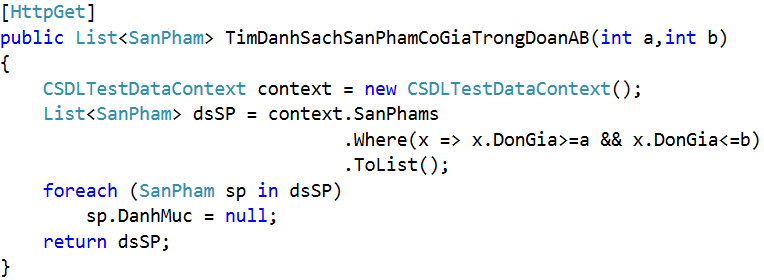 [HttpGet]
public List<SanPham> TimDanhSachSanPhamCoGiaTrongDoanAB(int a,int b)
{
CSDLTestDataContext context = new CSDLTestDataContext();
List<SanPham> dsSP = context.SanPhams
.Where(x => x.DonGia>=a && x.DonGia<=b)
.ToList();
foreach (SanPham sp in dsSP)
sp.DanhMuc = null;
return dsSP;
}